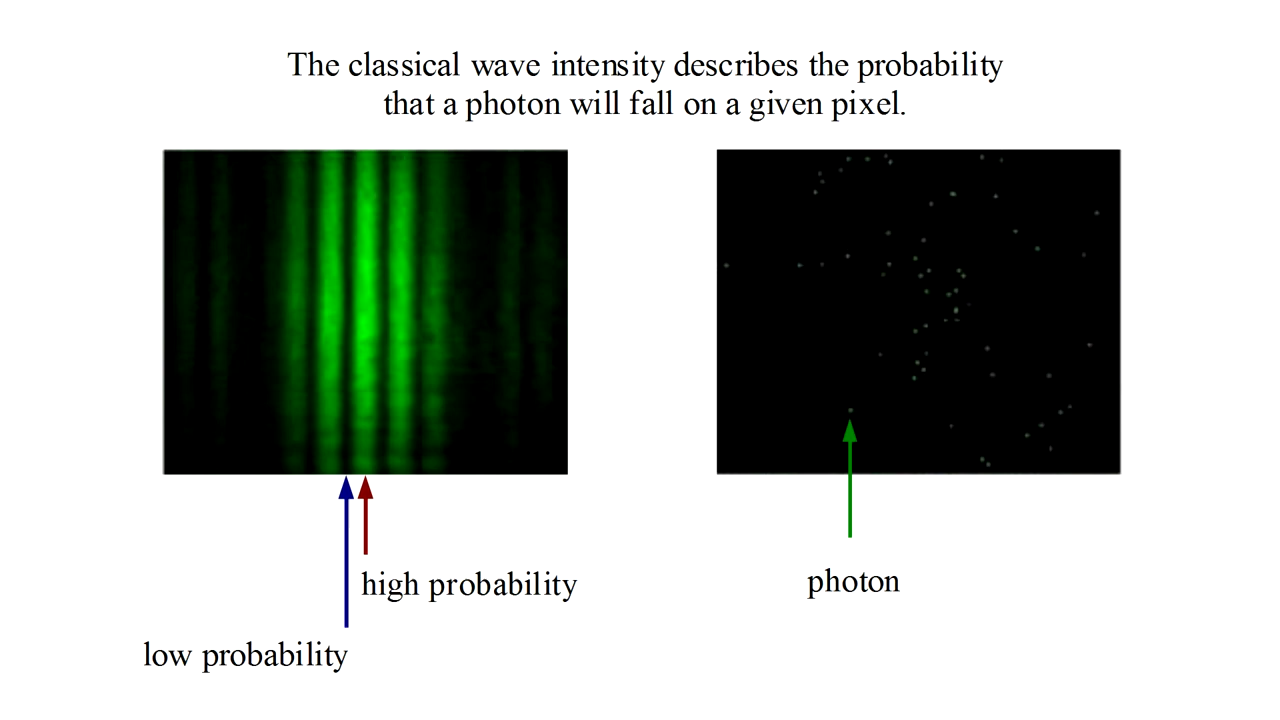 The classical wave intensity describes the probability
that a photon will fall on a given pixel.
high probability
photon
low probability